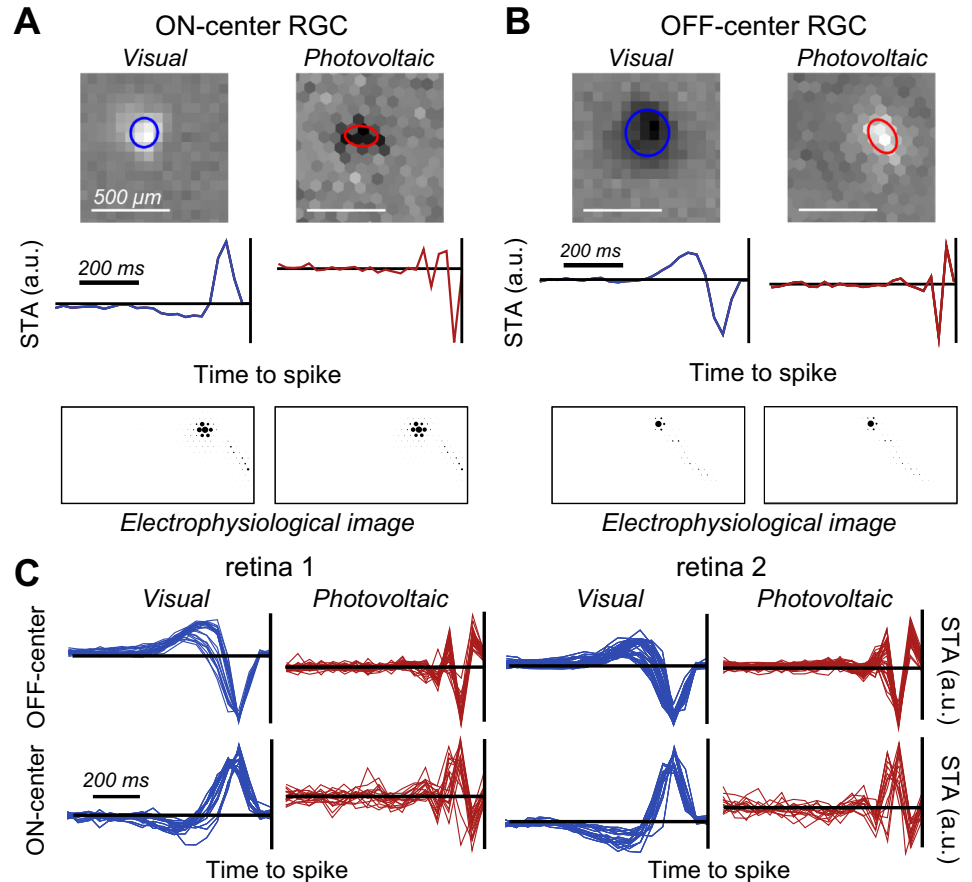 A
ON-center RGC
Visual
Photovoltaic
500 µm
STA (a.u.)
200 ms
Time to spike
Electrophysiological image
B
OFF-center RGC
Visual
Photovoltaic
STA (a.u.)
200 ms
Time to spike
Electrophysiological image
C
retina 1
retina 2
Visual
Photovoltaic
Visual
Photovoltaic
OFF-center
STA (a.u.)
ON-center
200 ms
STA (a.u.)
Time to spike
Time to spike